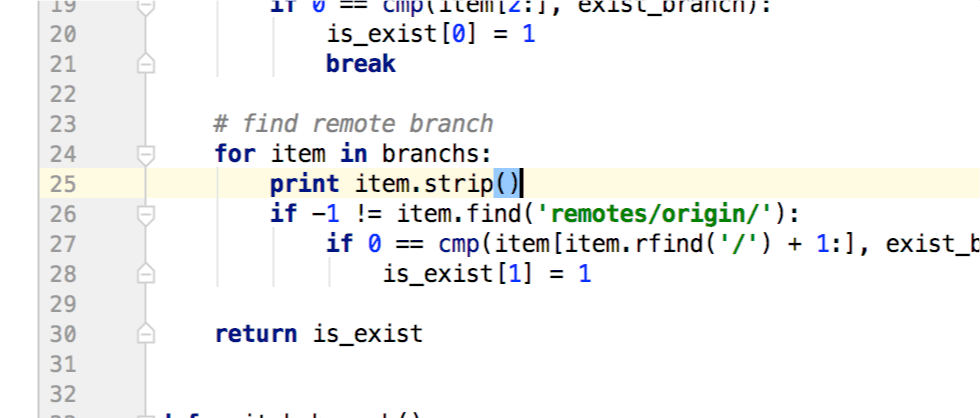 19 if 0 == cmp(item[2:], exist_branch):
20 is_exist[0] = 1
21 break
22
23 # find remote branch
24 for item in branchs:
25 print item.strip()
26 if -1 != item.find('remotes/origin/'):
27 if 0 == cmp(item[item.rfind('/') + 1:], exist_b
28 is_exist[1] = 1
29
30 return is_exist
31
32